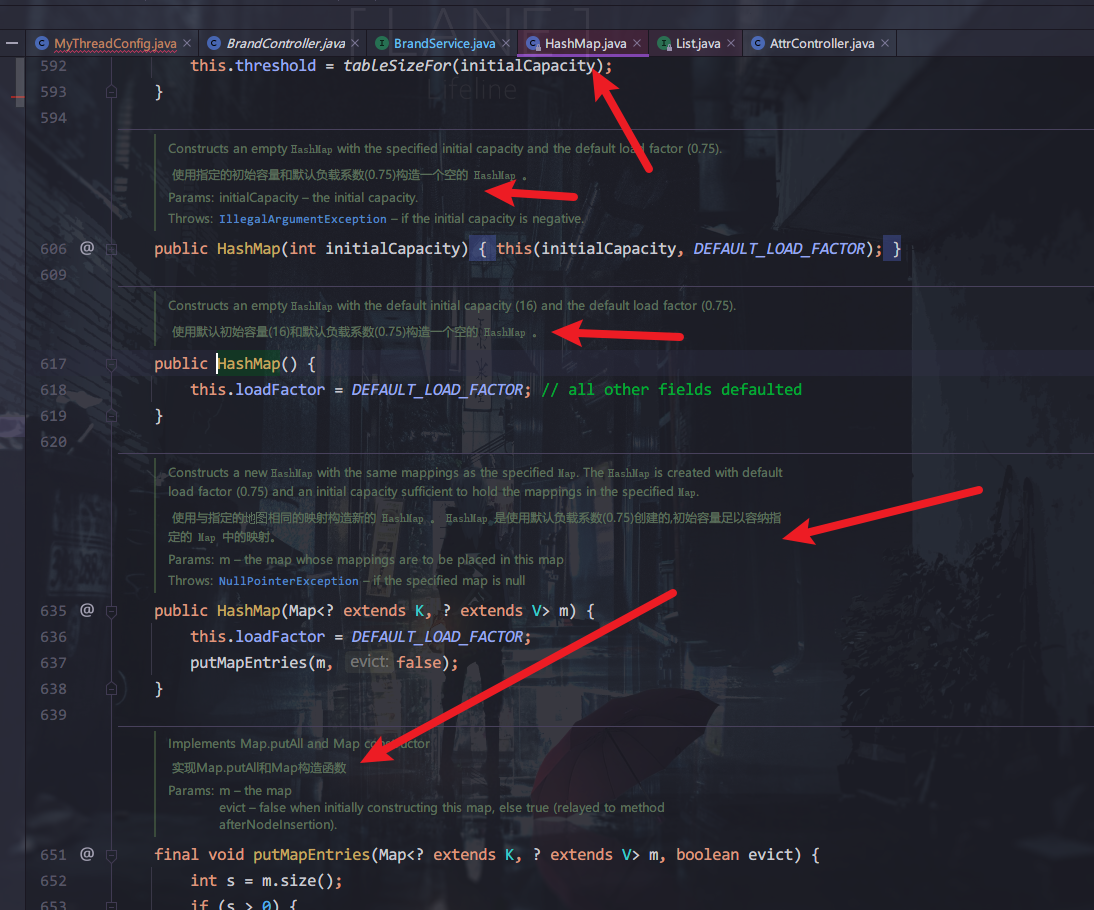 PLANET
MyThreadConfig.java BrandController.java BrandService.java HashMap.java List.java AttrController.java
592 this.threshold = tableSizeFor(initialCapacity);
Lifeline
593 }
594
Constructs an empty HashMap with the specified initial capacity and the default load factor (0.75).
使用指定的初始容量和默认负载系数(0.75)构造一个空的 HashMap 。
Params: initialCapacity – the initial capacity.
Throws: IllegalArgumentException – if the initial capacity is negative.
606 @ public HashMap(int initialCapacity) { this(initialCapacity, DEFAULT_LOAD_FACTOR); }
609
Constructs an empty HashMap with the default initial capacity (16) and the default load factor (0.75).
使用默认初始容量(16)和默认负载系数(0.75)构造一个空的 HashMap 。
617 public HashMap() {
618 this.loadFactor = DEFAULT_LOAD_FACTOR; // all other fields defaulted
619 }
620
Constructs a new HashMap with the same mappings as the specified Map. The HashMap is created with default
load factor (0.75) and an initial capacity sufficient to hold the mappings in the specified Map.
使用与指定的地图相同的映射构造新的 HashMap 。 HashMap 是使用默认负载系数(0.75)创建的,初始容量足以容纳指
定的 Map 中的映射。
Params: m – the map whose mappings are to be placed in this map
Throws: NullPointerException – if the specified map is null
635 @ public HashMap(Map<? extends K, ? extends V> m) {
636 this.loadFactor = DEFAULT_LOAD_FACTOR;
637 putMapEntries(m, evict: false);
638 }
639
Implements Map.putAll and Map constructor
实现Map.putAll和Map构造函数
Params: m – the map
evict – false when initially constructing this map, else true (relayed to method
afterNodeInsertion).
651 @ final void putMapEntries(Map<? extends K, ? extends V> m, boolean evict) {
652 int s = m.size();
653 if (s > 0) {